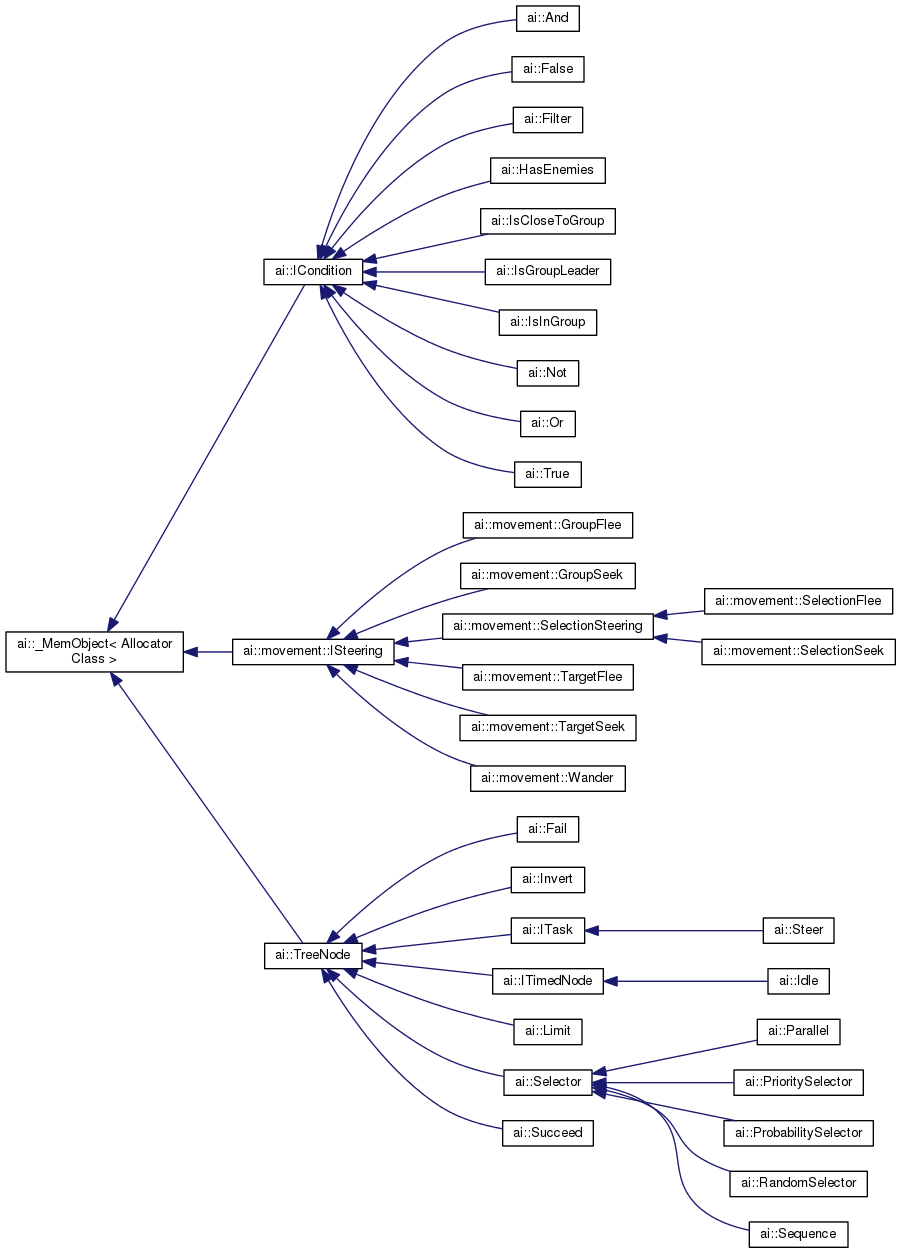 ai::And
ai::False
ai::Filter
ai::HasEnemies
ai::IsCloseToGroup
ai::ICondition
ai::IsGroupLeader
ai::IsInGroup
ai::Not
ai::Or
ai::True
ai::movement::GroupFlee
ai::movement::GroupSeek
ai::movement::SelectionFlee
ai::movement::SelectionSteering
ai::_MemObject< Allocator
Class >
ai::movement::ISteering
ai::movement::SelectionSeek
ai::movement::TargetFlee
ai::movement::TargetSeek
ai::movement::Wander
ai::Fail
ai::Invert
ai::ITask
ai::Steer
ai::TreeNode
ai::ITimedNode
ai::Idle
ai::Limit
ai::Parallel
ai::Selector
ai::PrioritySelector
ai::Succeed
ai::ProbabilitySelector
ai::RandomSelector
ai::Sequence